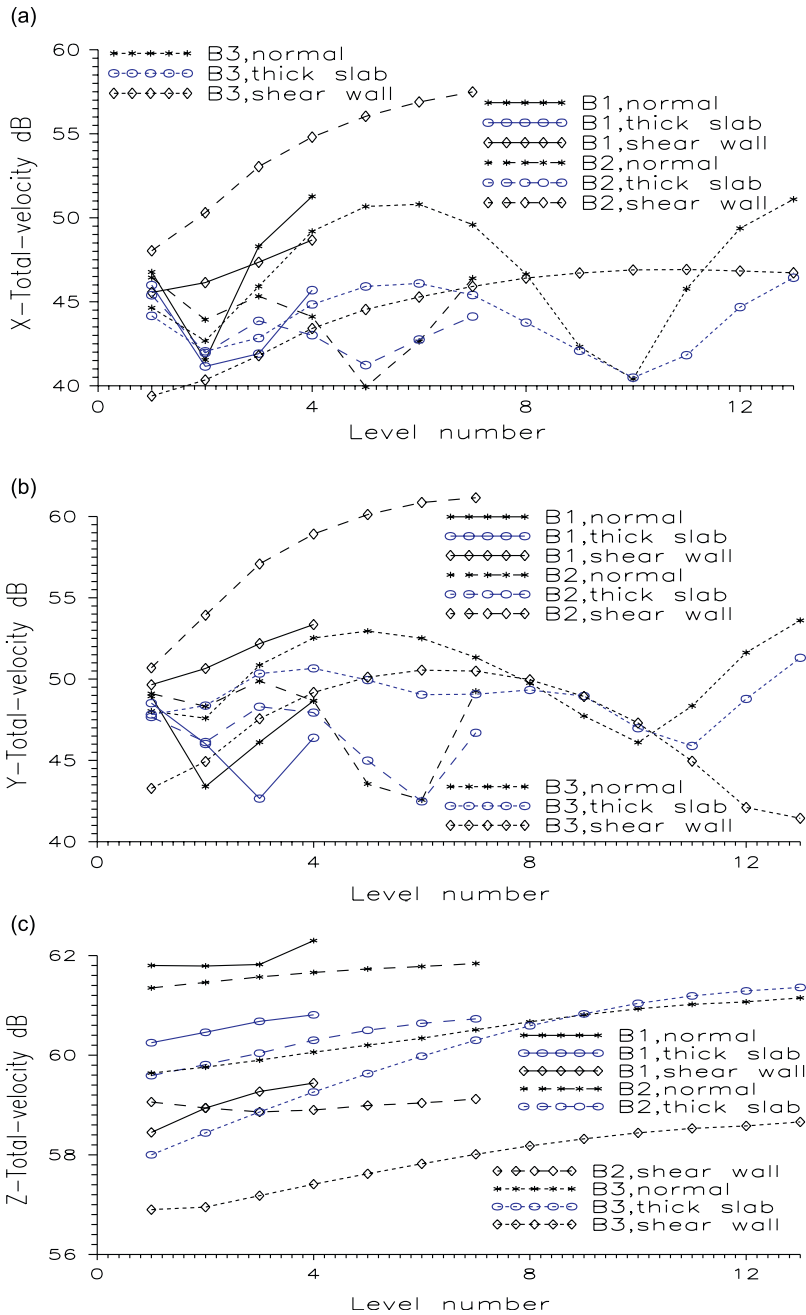 (a)
60
55
50
45
40
X-Total-velocity dB
B3,normal
B3,thick slab
B3,shear wall
B1,normal
B1,thick slab
B1,shear wall
B2,normal
B2,thick slab
B2,shear wall
0 4 8 12
Level number
(b)
60
55
50
45
40
Y-Total-velocity dB
B1,normal
B1,thick slab
B1,shear wall
B2,normal
B2,thick slab
B2,shear wall
B3,normal
B3,thick slab
B3,shear wall
0 4 8 12
Level number
(c)
62
60
58
56
Z-Total-velocity dB
B1,normal
B1,thick slab
B1,shear wall
B2,normal
B2,thick slab
B2,shear wall
B3,normal
B3,thick slab
B3,shear wall
0 4 8 12
Level number